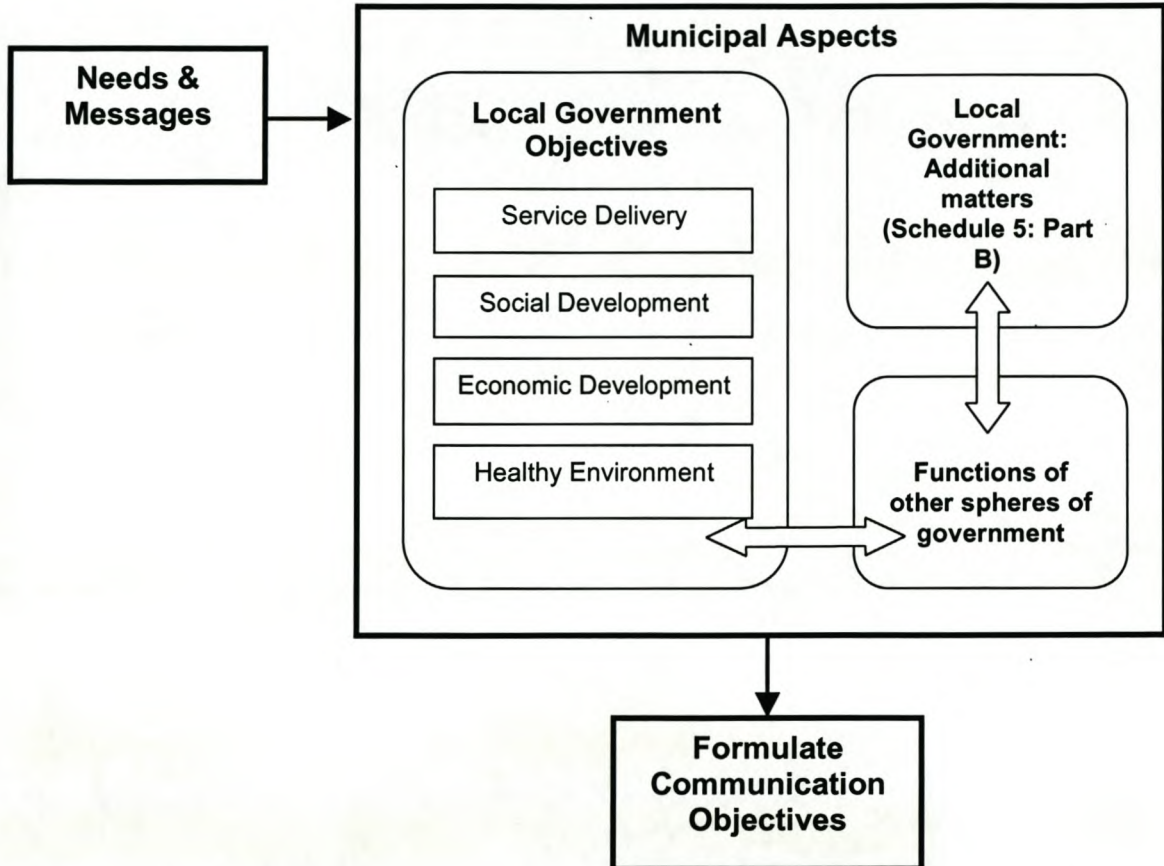 Municipal Aspects
Needs &
Messages
Local Government
Objectives
Service Delivery
Social Development
Economic Development
Healthy Environment
Local
Government:
Additional
matters
(Schedule 5: Part
B)
Functions of
other spheres of
government
Formulate
Communication
Objectives